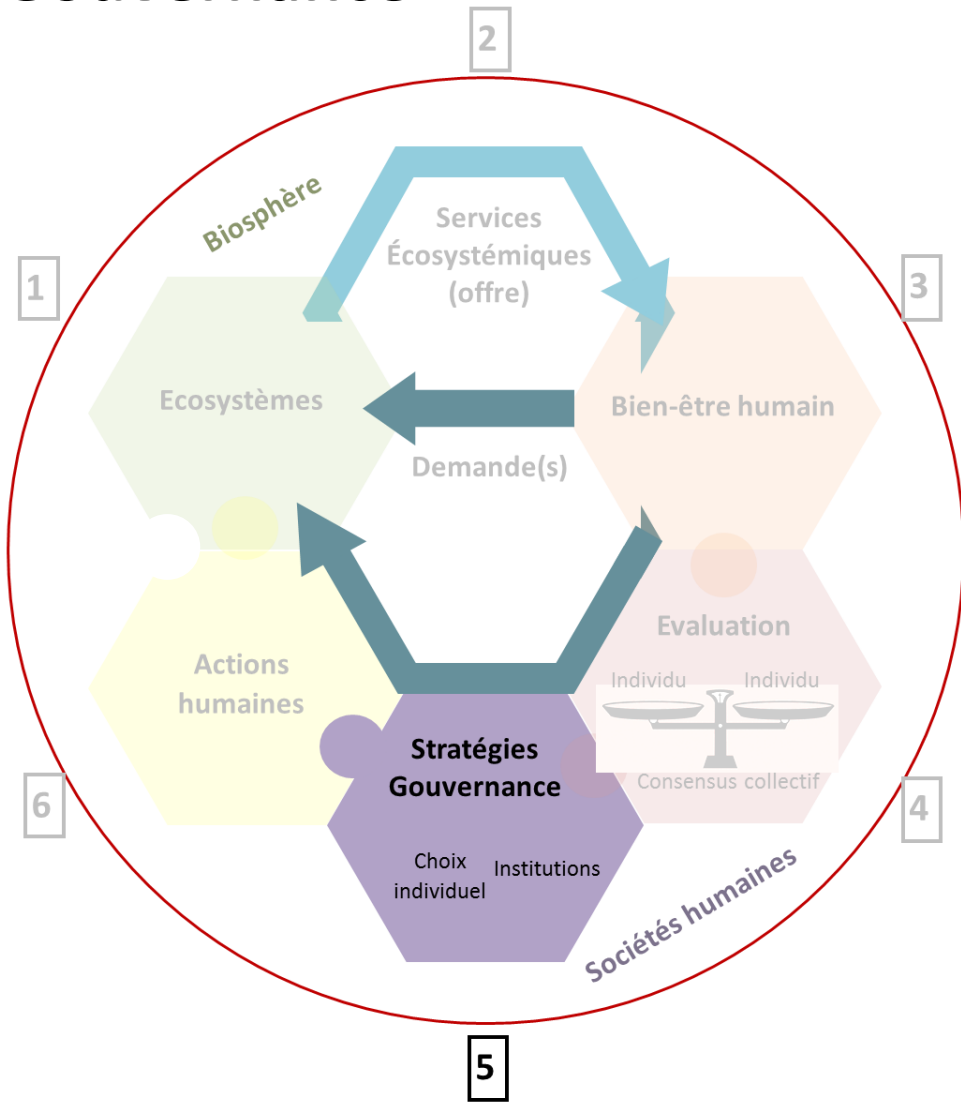 2
Biosphère
Services
Écosystémiques
(offre)
1
3
Ecosystèmes
Bien-être humain
Demande(s)
Evaluation
Individu
Individu
Consensus collectif
Actions
humaines
Stratégies
Gouvernance
Choix
individuel
Institutions
6
4
Sociétés humaines
5